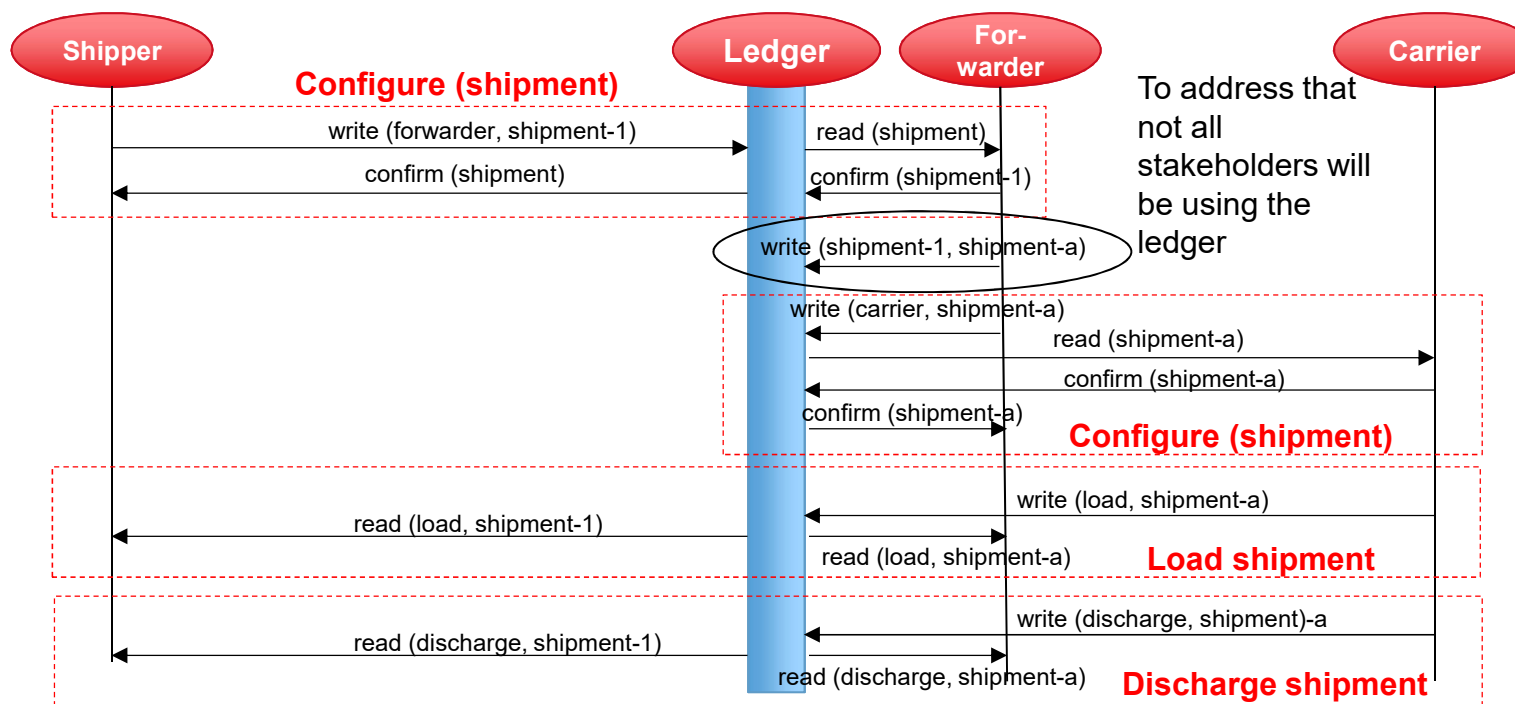 Shipper
Ledger
For-
warder
Carrier
Configure (shipment)
To address that
not all
stakeholders will
be using the
ledger
write (forwarder, shipment-1)
read (shipment)
confirm (shipment)
confirm (shipment-1)
write (shipment-1, shipment-a)
write (carrier, shipment-a)
read (shipment-a)
confirm (shipment-a)
confirm (shipment-a)
Configure (shipment)
write (load, shipment-a)
read (load, shipment-1)
read (load, shipment-a)
Load shipment
write (discharge, shipment)-a
read (discharge, shipment-1)
read (discharge, shipment-a)
Discharge shipment